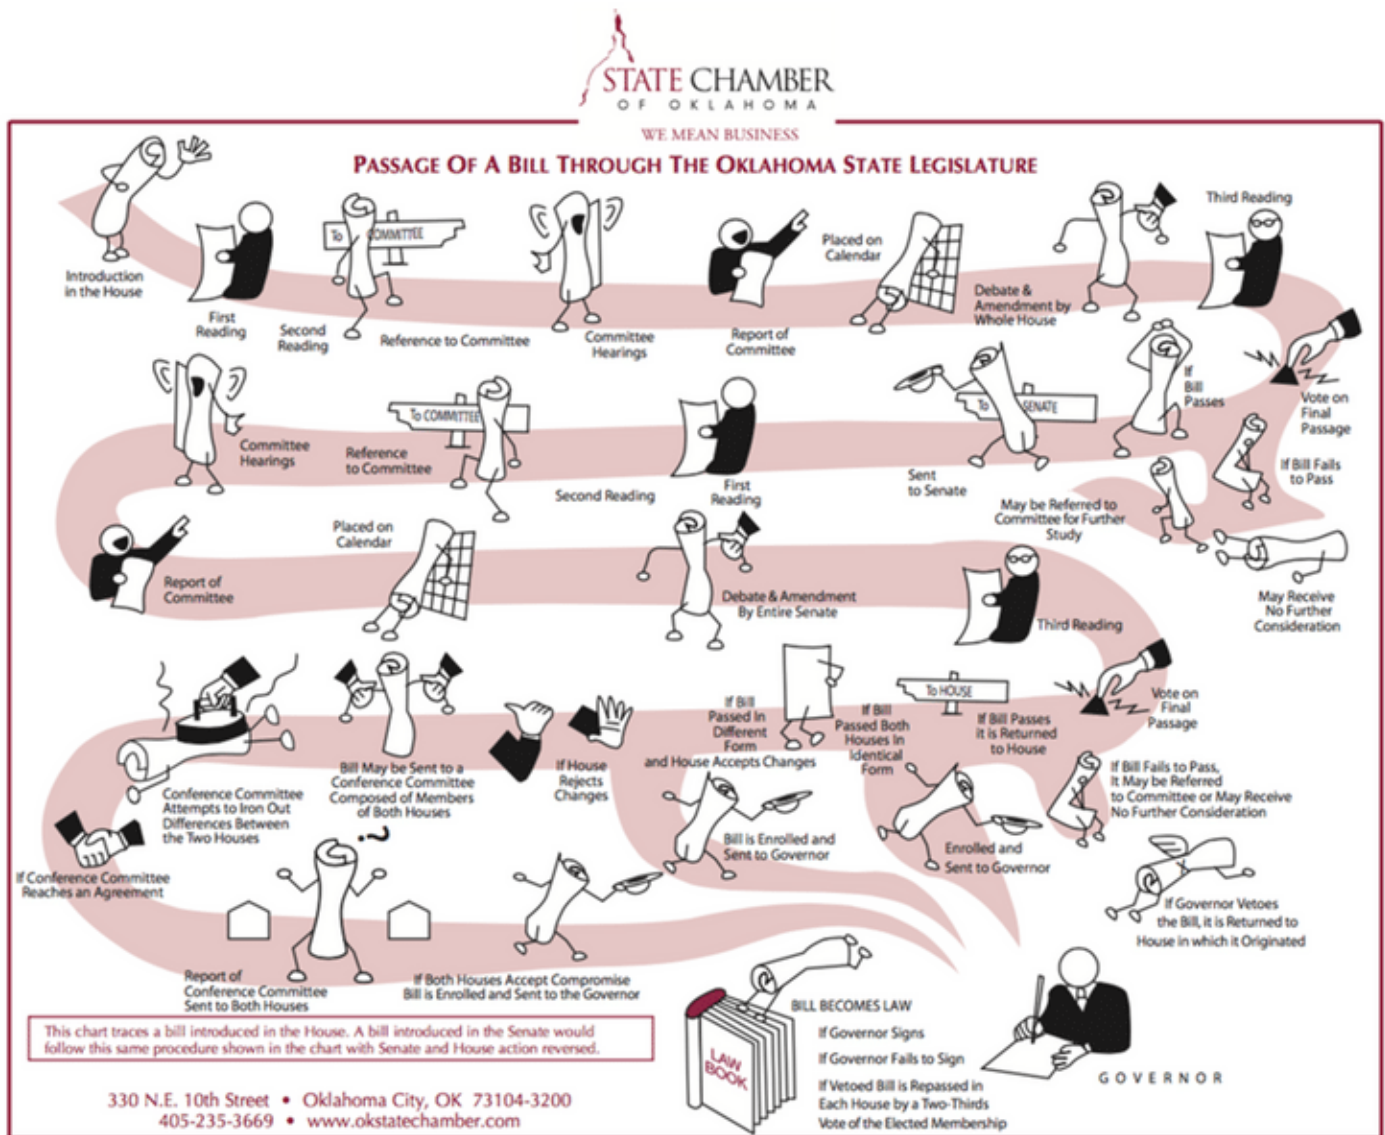 STATE CHAMBER
OF OKLAHOMA
WE MEAN BUSINESS
PASSAGE OF A BILL THROUGH THE OKLAHOMA STATE LEGISLATURE
Introduction
in the House
First
Reading
Second
Reading
To COMMITTEE
Reference to Committee
Committee
Hearings
Report of
Committee
Placed on
Calendar
Debate &
Amendment by
Whole House
Third Reading
Vote on
Final
Passage
If
Bill
Passes
If Bill Fails
to Pass
May be Referred to
Committee for Further
Study
May Receive
No Further
Consideration
To SENATE
Sent
to Senate
First
Reading
Second Reading
To COMMITTEE
Reference
to Committee
Committee
Hearings
Report of
Committee
Placed on
Calendar
Debate & Amendment
By Entire Senate
Third Reading
Vote on
Final
Passage
If Bill Fails to Pass,
It May be Referred
to Committee or May Receive
No Further Consideration
To HOUSE
If Bill Passes
it is Returned
to House
If Bill
Passed Both
Houses In
Identical
Form
Enrolled and
Sent to Governor
If Bill
Passed In
Different
Form
and House Accepts Changes
Bill is Enrolled and
Sent to Governor
If House
Rejects
Changes
Bill May be Sent to a
Conference Committee
Composed of Members
of Both Houses
Conference Committee
Attempts to Iron Out
Differences Between
the Two Houses
If Conference Committee
Reaches an Agreement
?
Report of
Conference Committee
Sent to Both Houses
If Both Houses Accept Compromise
Bill is Enrolled and Sent to the Governor
If Governor Vetoes
the Bill, it is Returned to
House in which it Originated
GOVERNOR
LAW
BOOK
BILL BECOMES LAW
If Governor Signs
If Governor Fails to Sign
If Vetoed Bill is Repassed in
Each House by a Two-Thirds
Vote of the Elected Membership
This chart traces a bill introduced in the House. A bill introduced in the Senate would
follow this same procedure shown in the chart with Senate and House action reversed.
330 N.E. 10th Street • Oklahoma City, OK 73104-3200
405-235-3669 • www.okstatechamber.com